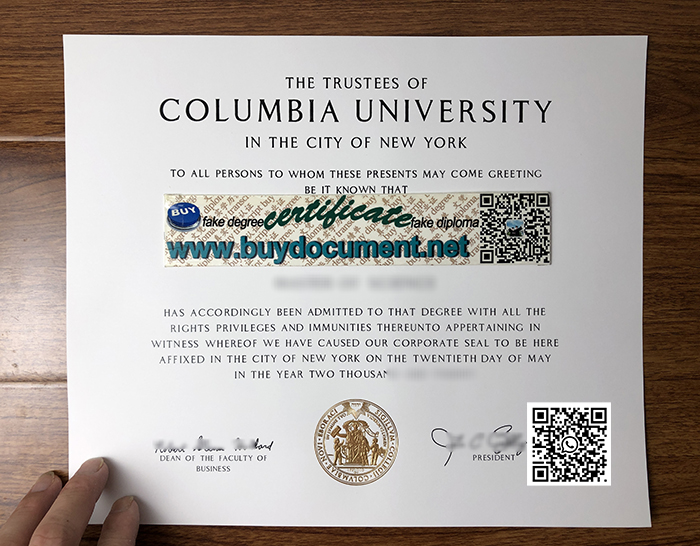 THE TRUSTEES OF
COLUMBIA UNIVERSITY
IN THE CITY OF NEW YORK
TO ALL PERSONS TO WHOM THESE PRESENTS MAY COME GREETING
BE IT KNOWN THAT
BUY fake degree certificate fake diploma
www.buydocument.net
MASTER OF SCIENCE
HAS ACCORDINGLY BEEN ADMITTED TO THAT DEGREE WITH ALL THE
RIGHTS PRIVILEGES AND IMMUNITIES THEREUNTO APPERTAINING IN
WITNESS WHEREOF WE HAVE CAUSED OUR CORPORATE SEAL TO BE HERE
AFFIXED IN THE CITY OF NEW YORK ON THE TWENTIETH DAY OF MAY
IN THE YEAR TWO THOUSAN
DEAN OF THE FACULTY OF
BUSINESS
PRESIDENT